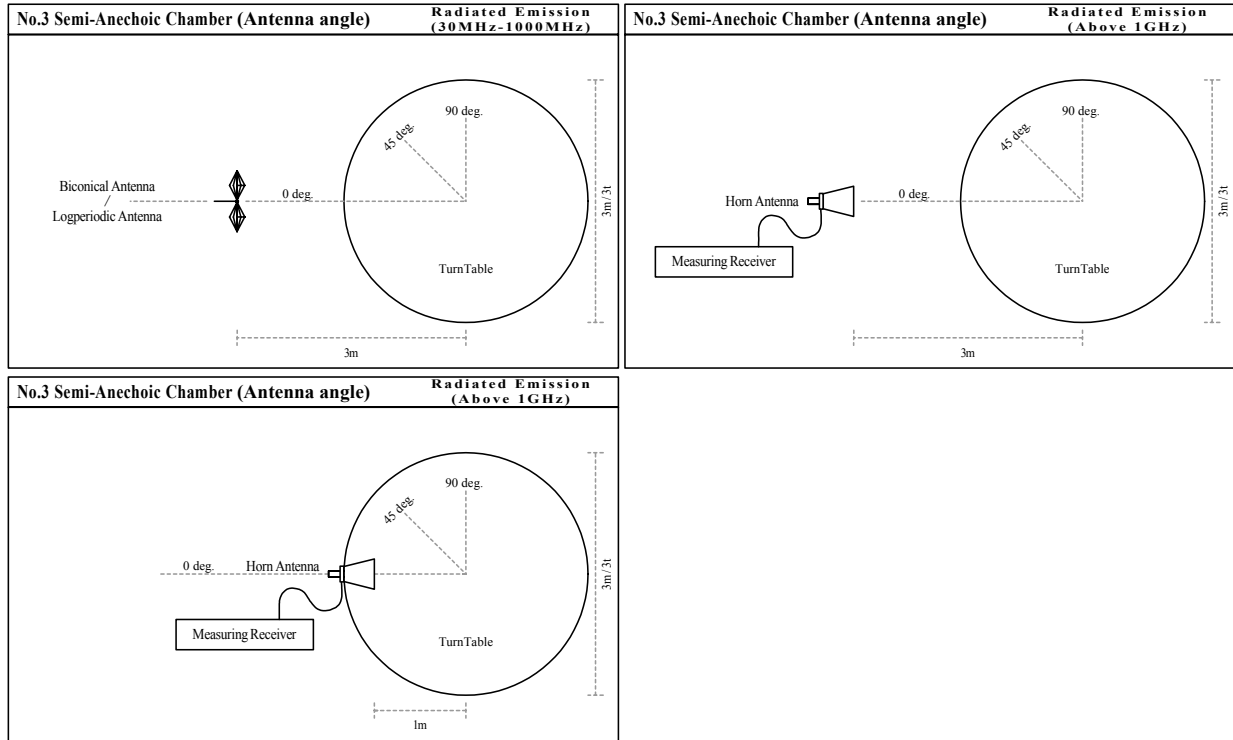 No.3 Semi-Anechoic Chamber (Antenna angle)
Radiated Emission
(30MHz-1000MHz)
90 deg.
45 deg.
Biconical Antenna
0 deg.
Logperiodic Antenna
3m / 3t
TurnTable
3m
No.3 Semi-Anechoic Chamber (Antenna angle)
Radiated Emission
(Above 1GHz)
90 deg.
45 deg.
0 deg.
Horn Antenna
3m / 3t
Measuring Receiver
TurnTable
3m
No.3 Semi-Anechoic Chamber (Antenna angle)
Radiated Emission
(Above 1GHz)
90 deg.
45 deg.
0 deg.
Horn Antenna
3m / 3t
Measuring Receiver
TurnTable
1m